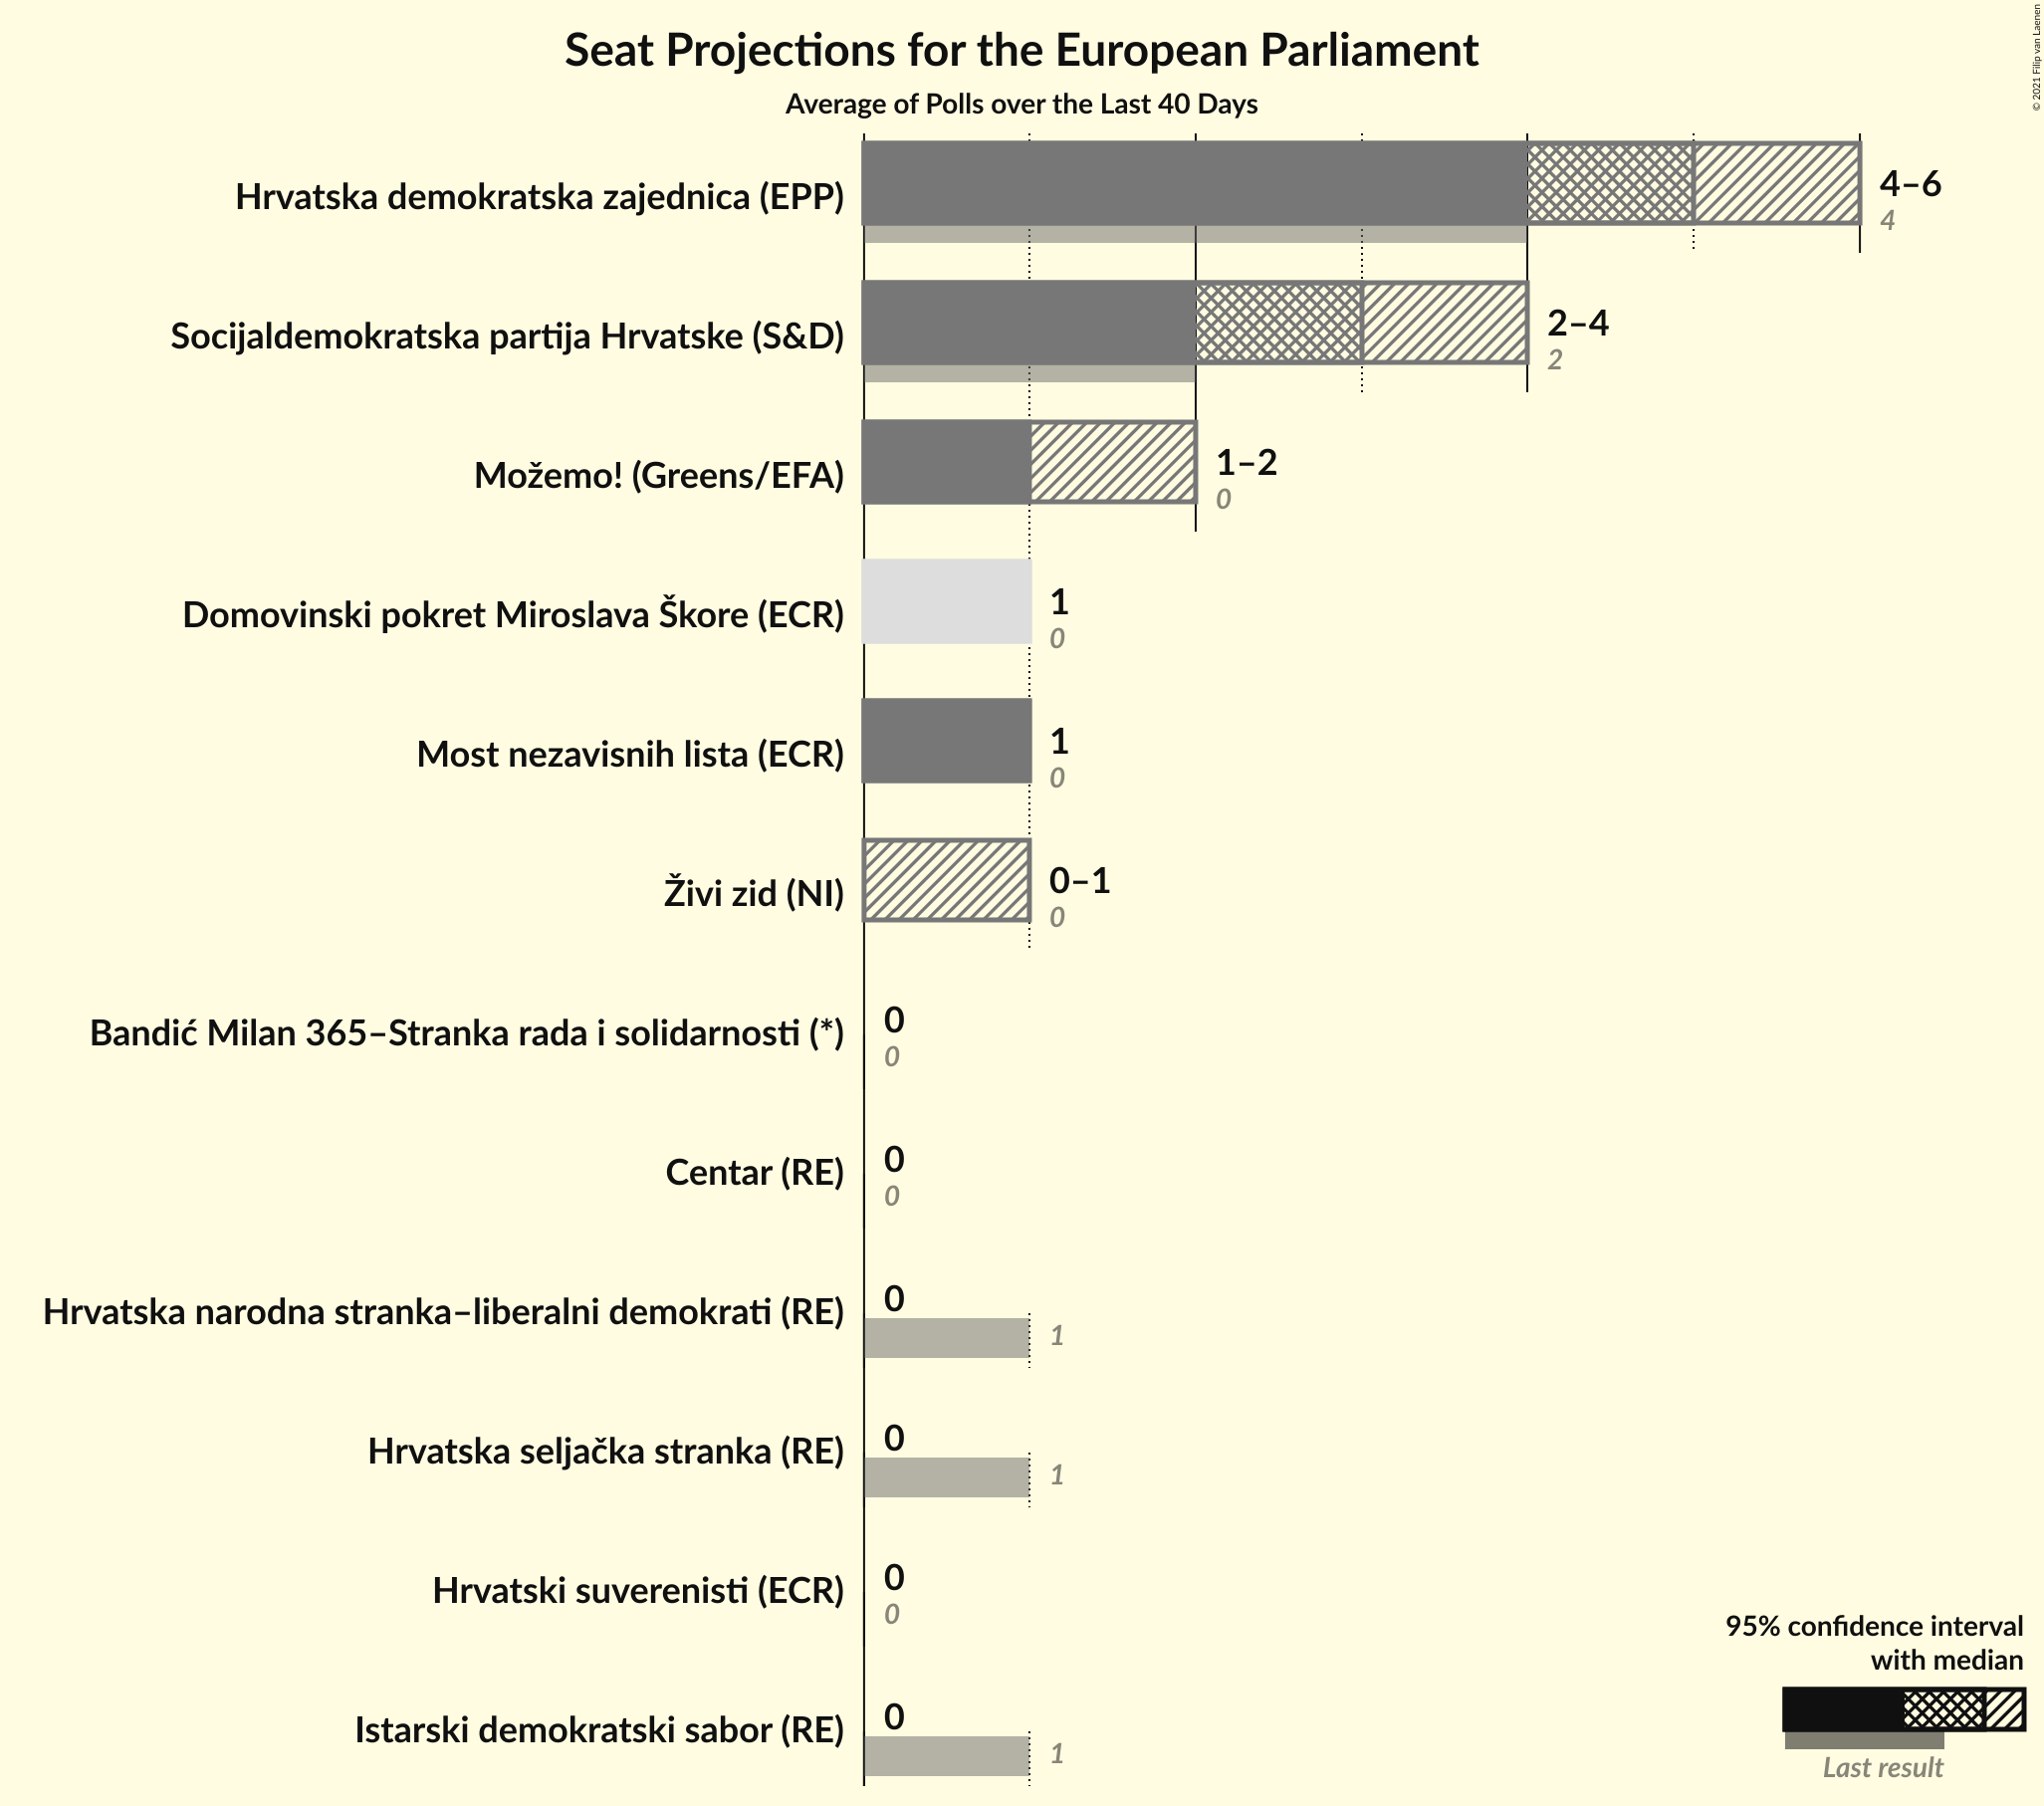 Seat Projections for the European Parliament
Average of Polls over the Last 40 Days
© 2021 Filip van Laenen
Hrvatska demokratska zajednica (EPP)
4–6
4
Socijaldemokratska partija Hrvatske (S&D)
2–4
2
Možemo! (Greens/EFA)
1–2
0
Domovinski pokret Miroslava Škore (ECR)
1
0
Most nezavisnih lista (ECR)
1
0
Živi zid (NI)
0–1
0
Bandić Milan 365–Stranka rada i solidarnosti (*)
0
0
Centar (RE)
0
0
Hrvatska narodna stranka–liberalni demokrati (RE)
0
1
Hrvatska seljačka stranka (RE)
0
1
Hrvatski suverenisti (ECR)
0
0
Istarski demokratski sabor (RE)
0
1
95% confidence interval
with median
Last result